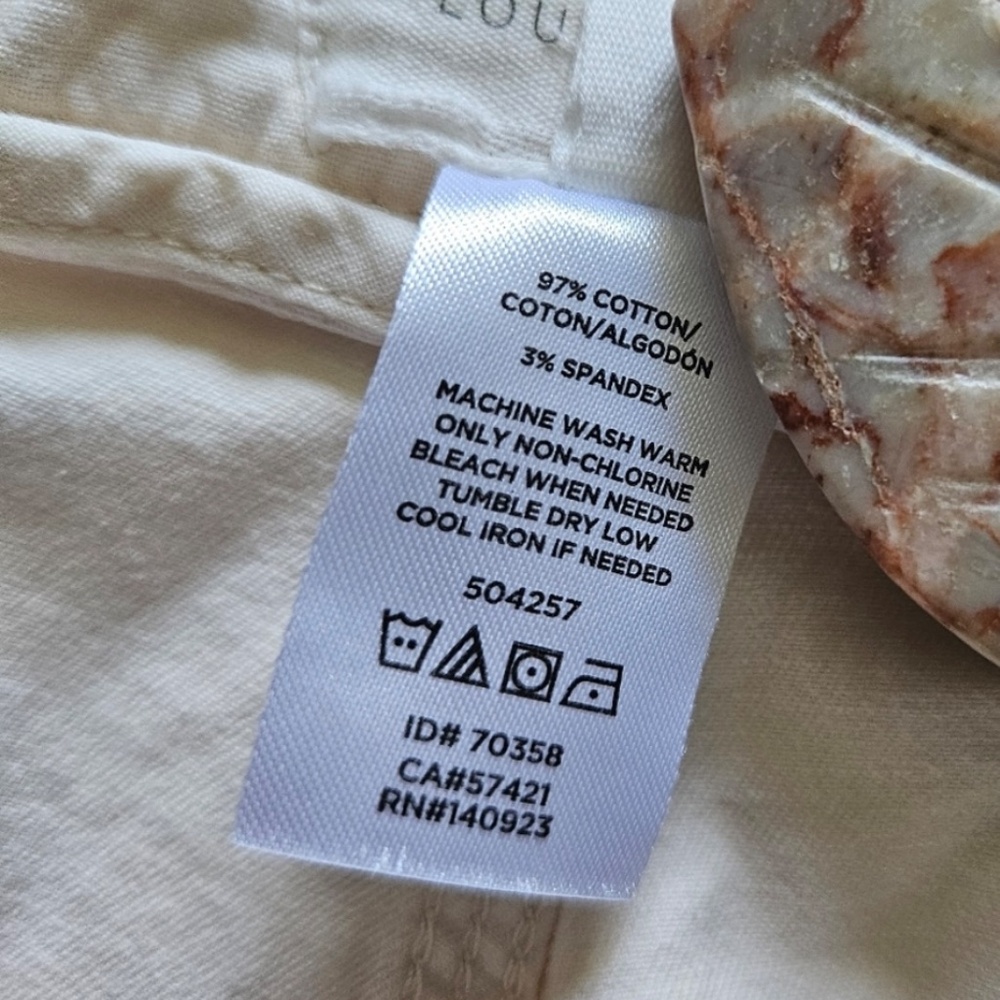 LOU
97% COTTON/
COTON/ALGODÓN
3% SPANDEX
MACHINE WASH WARM
ONLY NON-CHLORINE
BLEACH WHEN NEEDED
TUMBLE DRY LOW
COOL IRON IF NEEDED
504257
ID# 70358
CA#57421
RN#140923